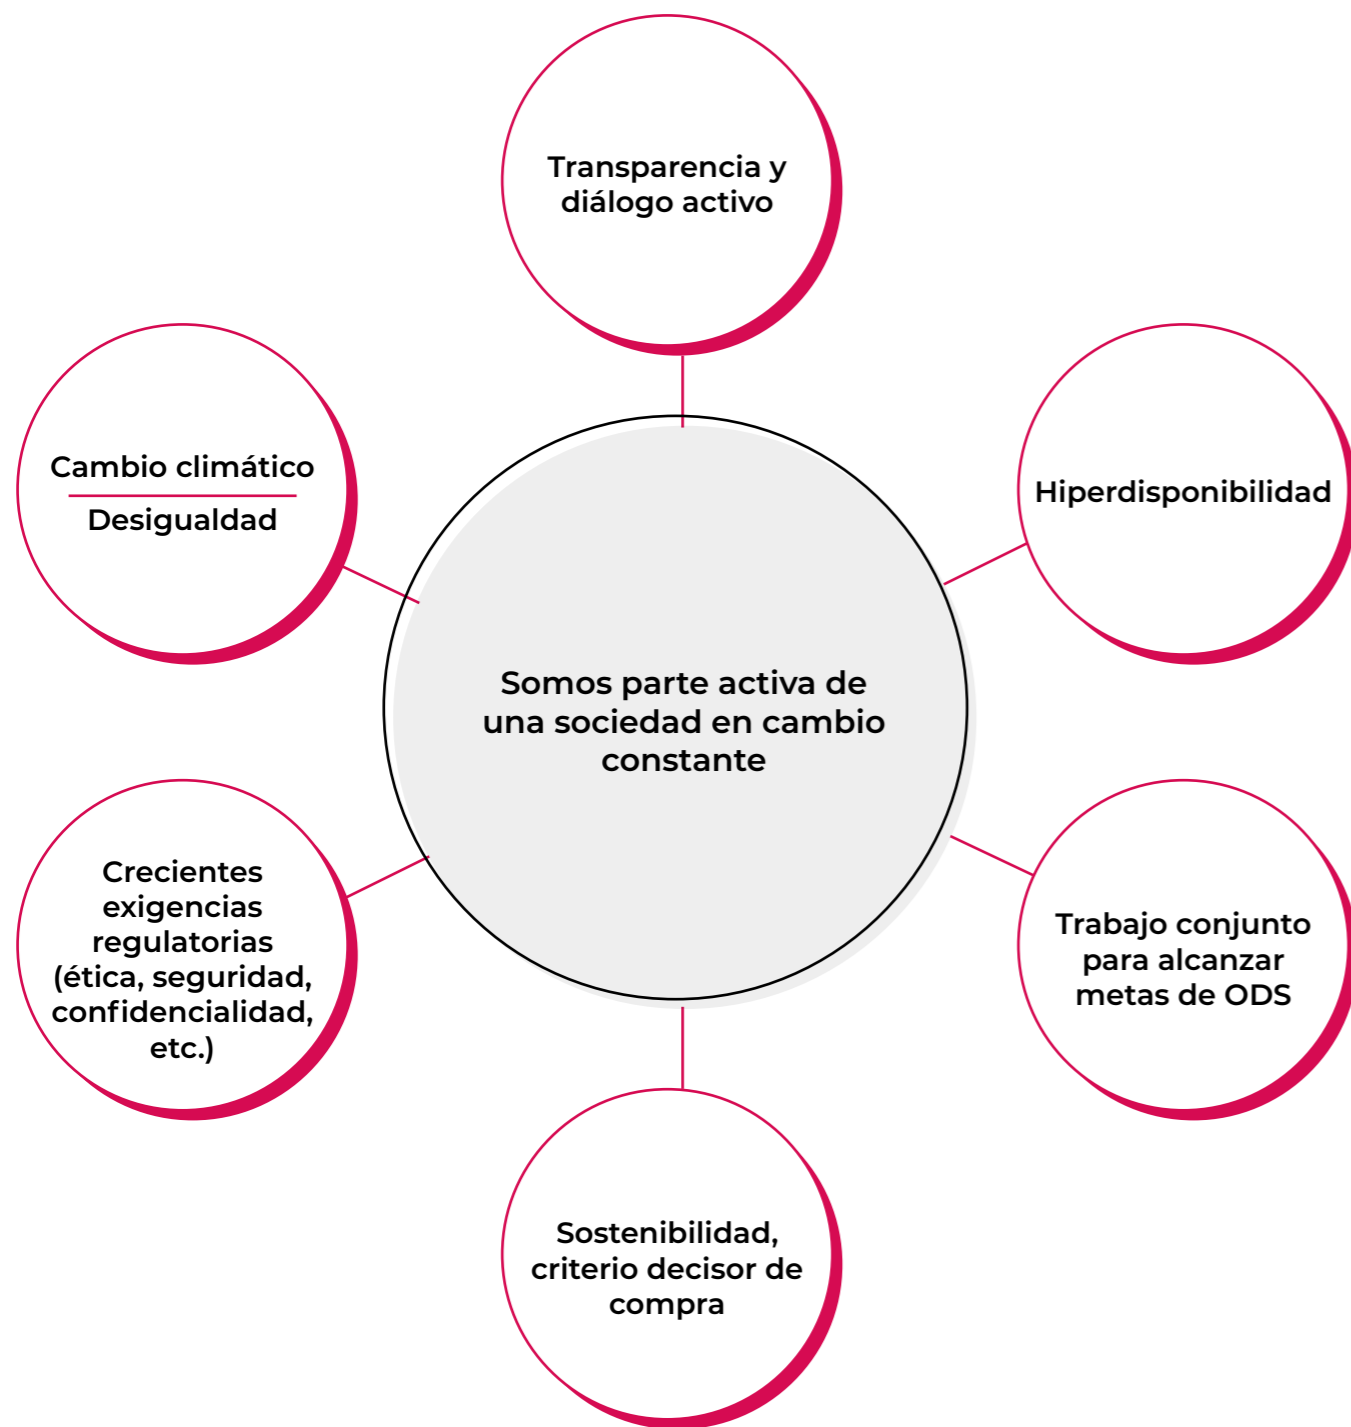 Transparencia y
diálogo activo
Cambio climático
Desigualdad
Hiperdisponibilidad
Somos parte activa de
una sociedad en cambio
constante
Crecientes
exigencias
regulatorias
(ética, seguridad,
confidencialidad,
etc.)
Trabajo conjunto
para alcanzar
metas de ODS
Sostenibilidad,
criterio decisor de
compra